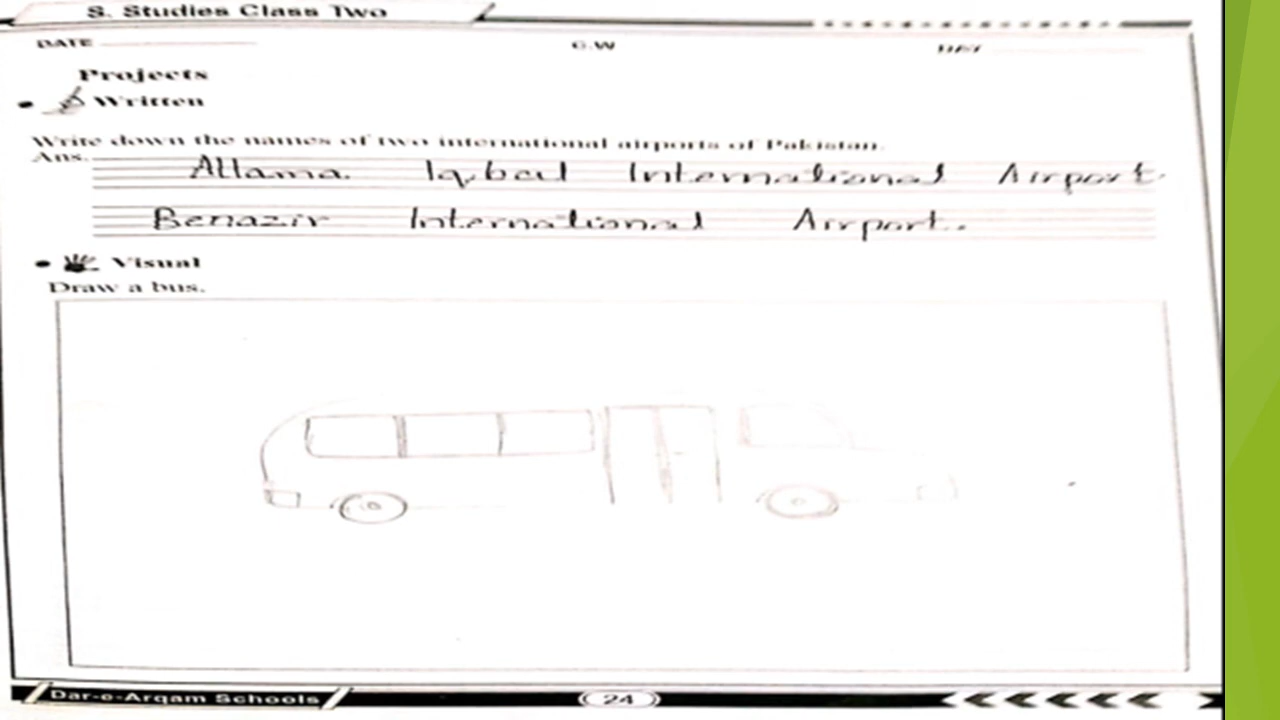 S. Studies Class Two
DATE C.W DAY
Projects
Written
Write down the names of two international airports of Pakistan.
Ans. Allama Iqbal International Airport.
Benazir International Airport.
Visual
Draw a bus.
Dar-e-Arqam Schools 24